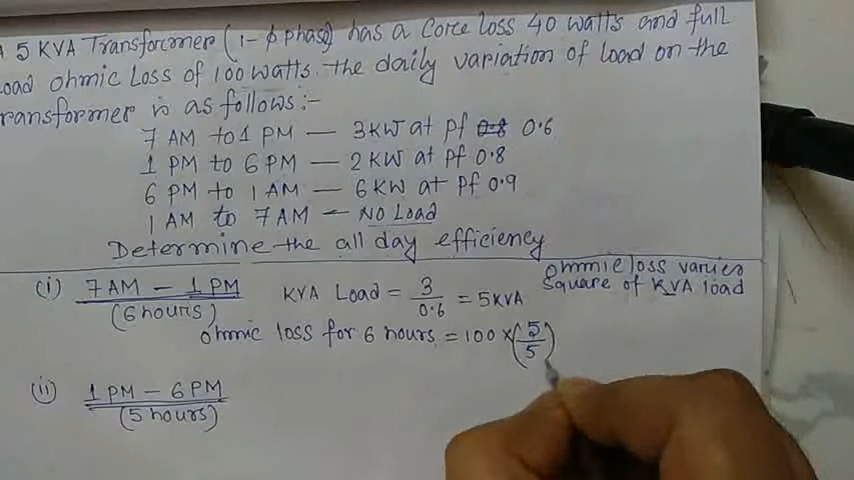 A 5 KVA Transformer (1-ϕ phase) has a Core loss 40 watts and full
load ohmic Loss of 100 watts. the daily variation of load on the
transformer is as follows:-
7 AM to 1 PM — 3KW at pf 0.8 0.6
1 PM to 6 PM — 2 KW at pf 0.8
6 PM to 1 AM — 6 KW at pf 0.9
1 AM to 7 AM — No Load
Determine the all day efficiency
(i) 7 AM — 1 PM
(6 hours)
KVA Load = 3/0.6 = 5KVA
ohmic loss varies
Square of KVA load
ohmic loss for 6 hours = 100 × (5/5)
(ii) 1 PM — 6 PM
(5 hours)